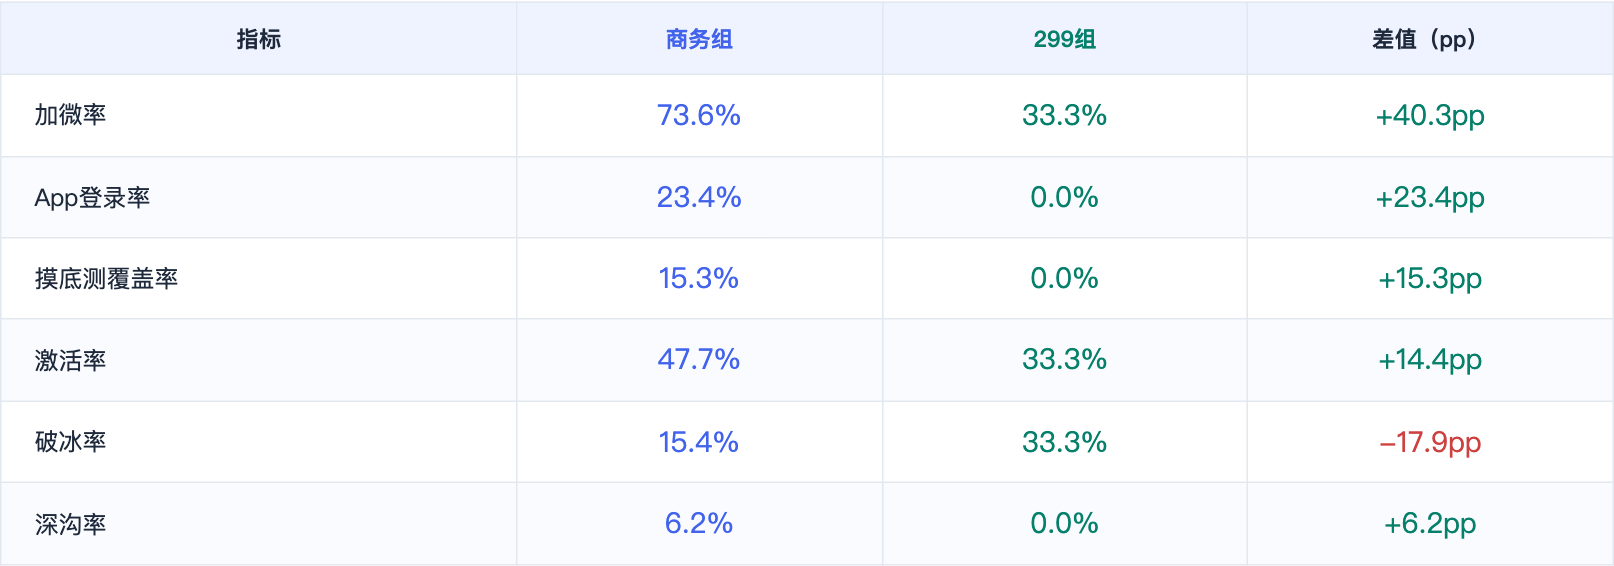 指标 商务组 299组 差值（pp）
加微率 73.6% 33.3% +40.3pp
App登录率 23.4% 0.0% +23.4pp
摸底测覆盖率 15.3% 0.0% +15.3pp
激活率 47.7% 33.3% +14.4pp
破冰率 15.4% 33.3% −17.9pp
深沟率 6.2% 0.0% +6.2pp